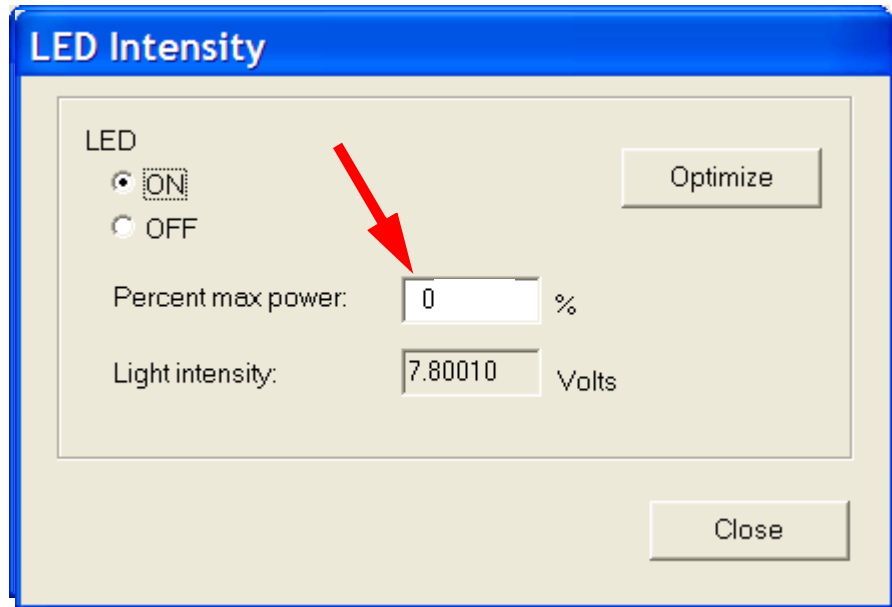 LED Intensity
LED
ON
Optimize
OFF
Percent max power: 0 %
Light intensity: 7.80010 Volts
Close